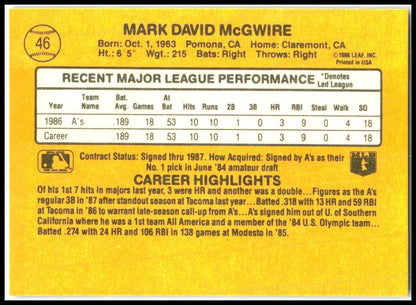 46
MARK DAVID McGWIRE
Born: Oct. 1, 1963 Pomona, CA Home: Claremont, CA
Ht: 6'5" Wgt: 215 Bats: Right Throws: Right
©1986 LEAF, INC.
Printed in USA
RECENT MAJOR LEAGUE PERFORMANCE *Denotes Led League
Year Team Name Bat. Avg. Games At Bat Hits Runs 2B 3B HR RBI Steal Walk SO
1986 A's .189 18 53 10 10 1 0 3 9 0 4 18
Career .189 18 53 10 10 1 0 3 9 0 4 18
Contract Status: Signed thru 1987. How Acquired: Signed by A's as their
No. 1 pick in June '84 amateur draft
CAREER HIGHLIGHTS
Of his 1st 7 hits in majors last year, 3 were HR and another was a double...Figures as the A's
regular 3B in '87 after standout season at Tacoma last year...Batted .318 with 13 HR and 59 RBI
at Tacoma in '86 to warrant late-season call-up from A's...A's signed him out of U. of Southern
California where he was a 1st team All America and a member of the '84 U.S. Olympic team...
Batted .274 with 24 HR and 106 RBI in 138 games at Modesto in '85.